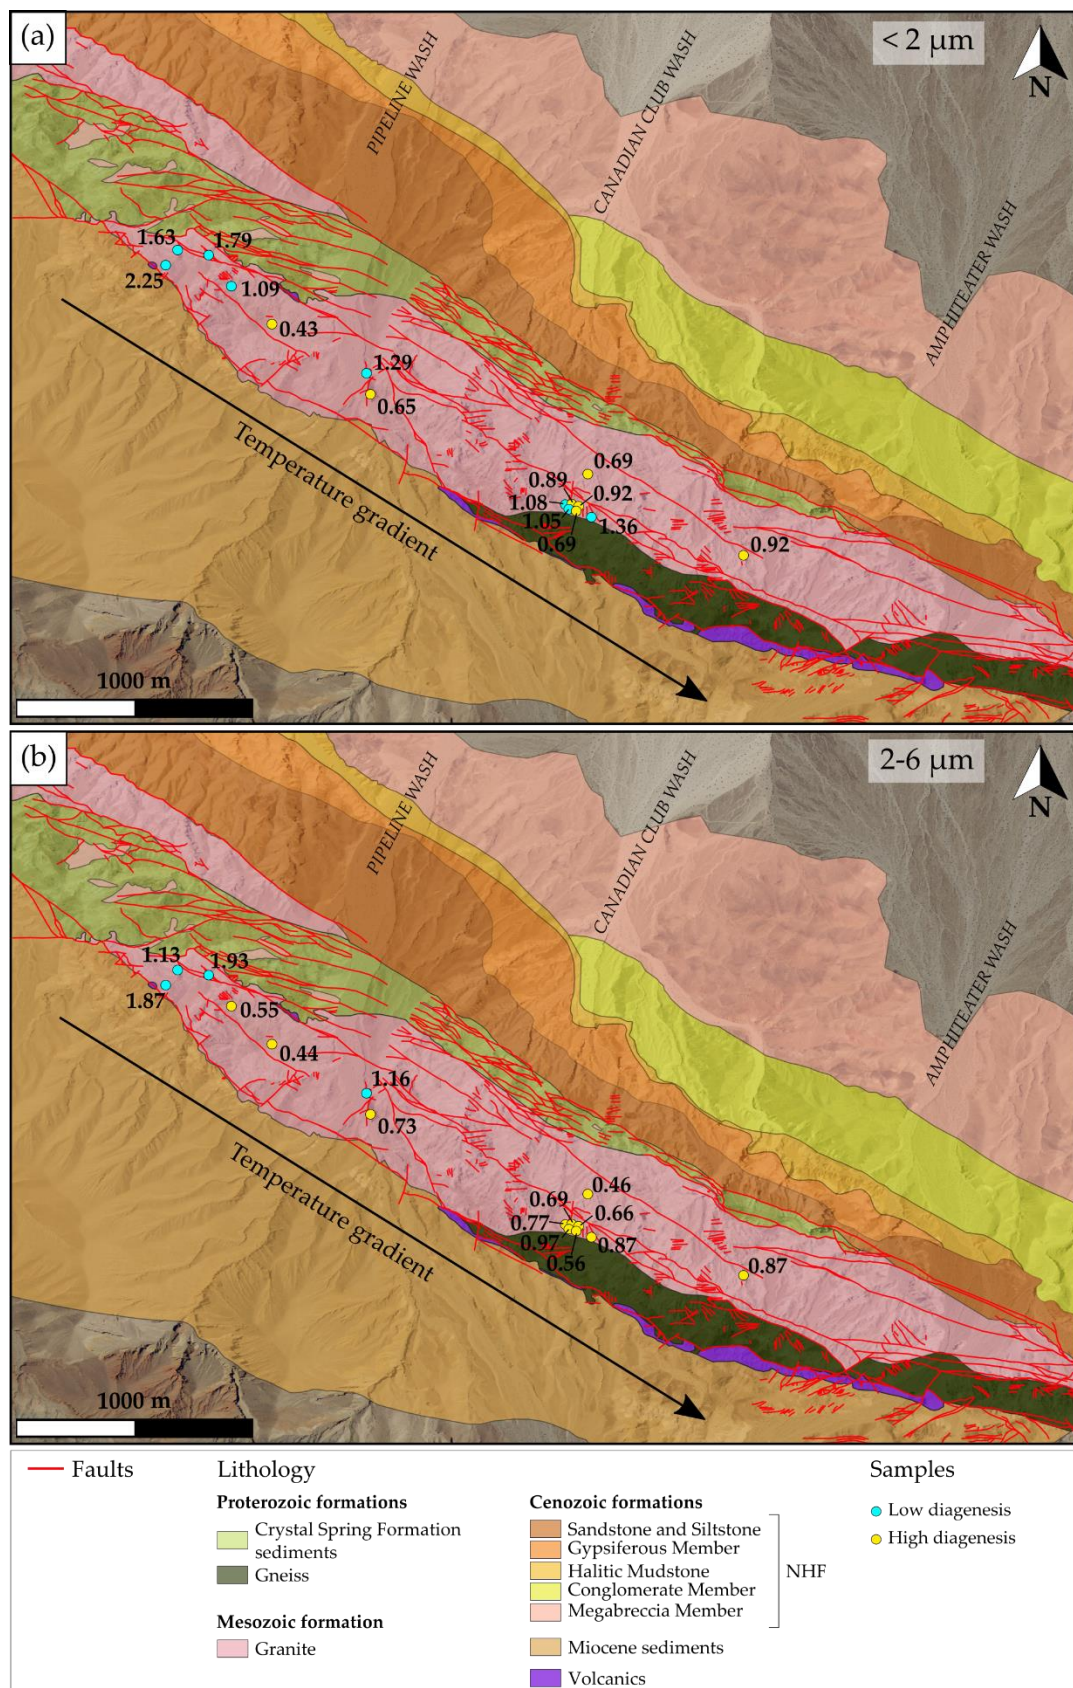 (a)
< 2 µm
N
PIPELINE WASH
CANADIAN CLUB WASH
AMPHITEATER WASH
1.63
1.79
2.25
1.09
0.43
1.29
0.65
Temperature gradient
0.69
0.89
0.92
1.08
1.05
1.36
0.69
0.92
1000 m
(b)
2-6 µm
N
PIPELINE WASH
CANADIAN CLUB WASH
AMPHITEATER WASH
1.13
1.93
1.87
0.55
0.44
1.16
0.73
Temperature gradient
0.46
0.69
0.66
0.77
0.97
0.87
0.56
0.87
1000 m
Faults
Lithology
Proterozoic formations
Crystal Spring Formation
sediments
Gneiss
Mesozoic formation
Granite
Cenozoic formations
Sandstone and Siltstone
Gypsiferous Member
Halitic Mudstone
Conglomerate Member
Megabreccia Member
NHF
Miocene sediments
Volcanics
Samples
Low diagenesis
High diagenesis